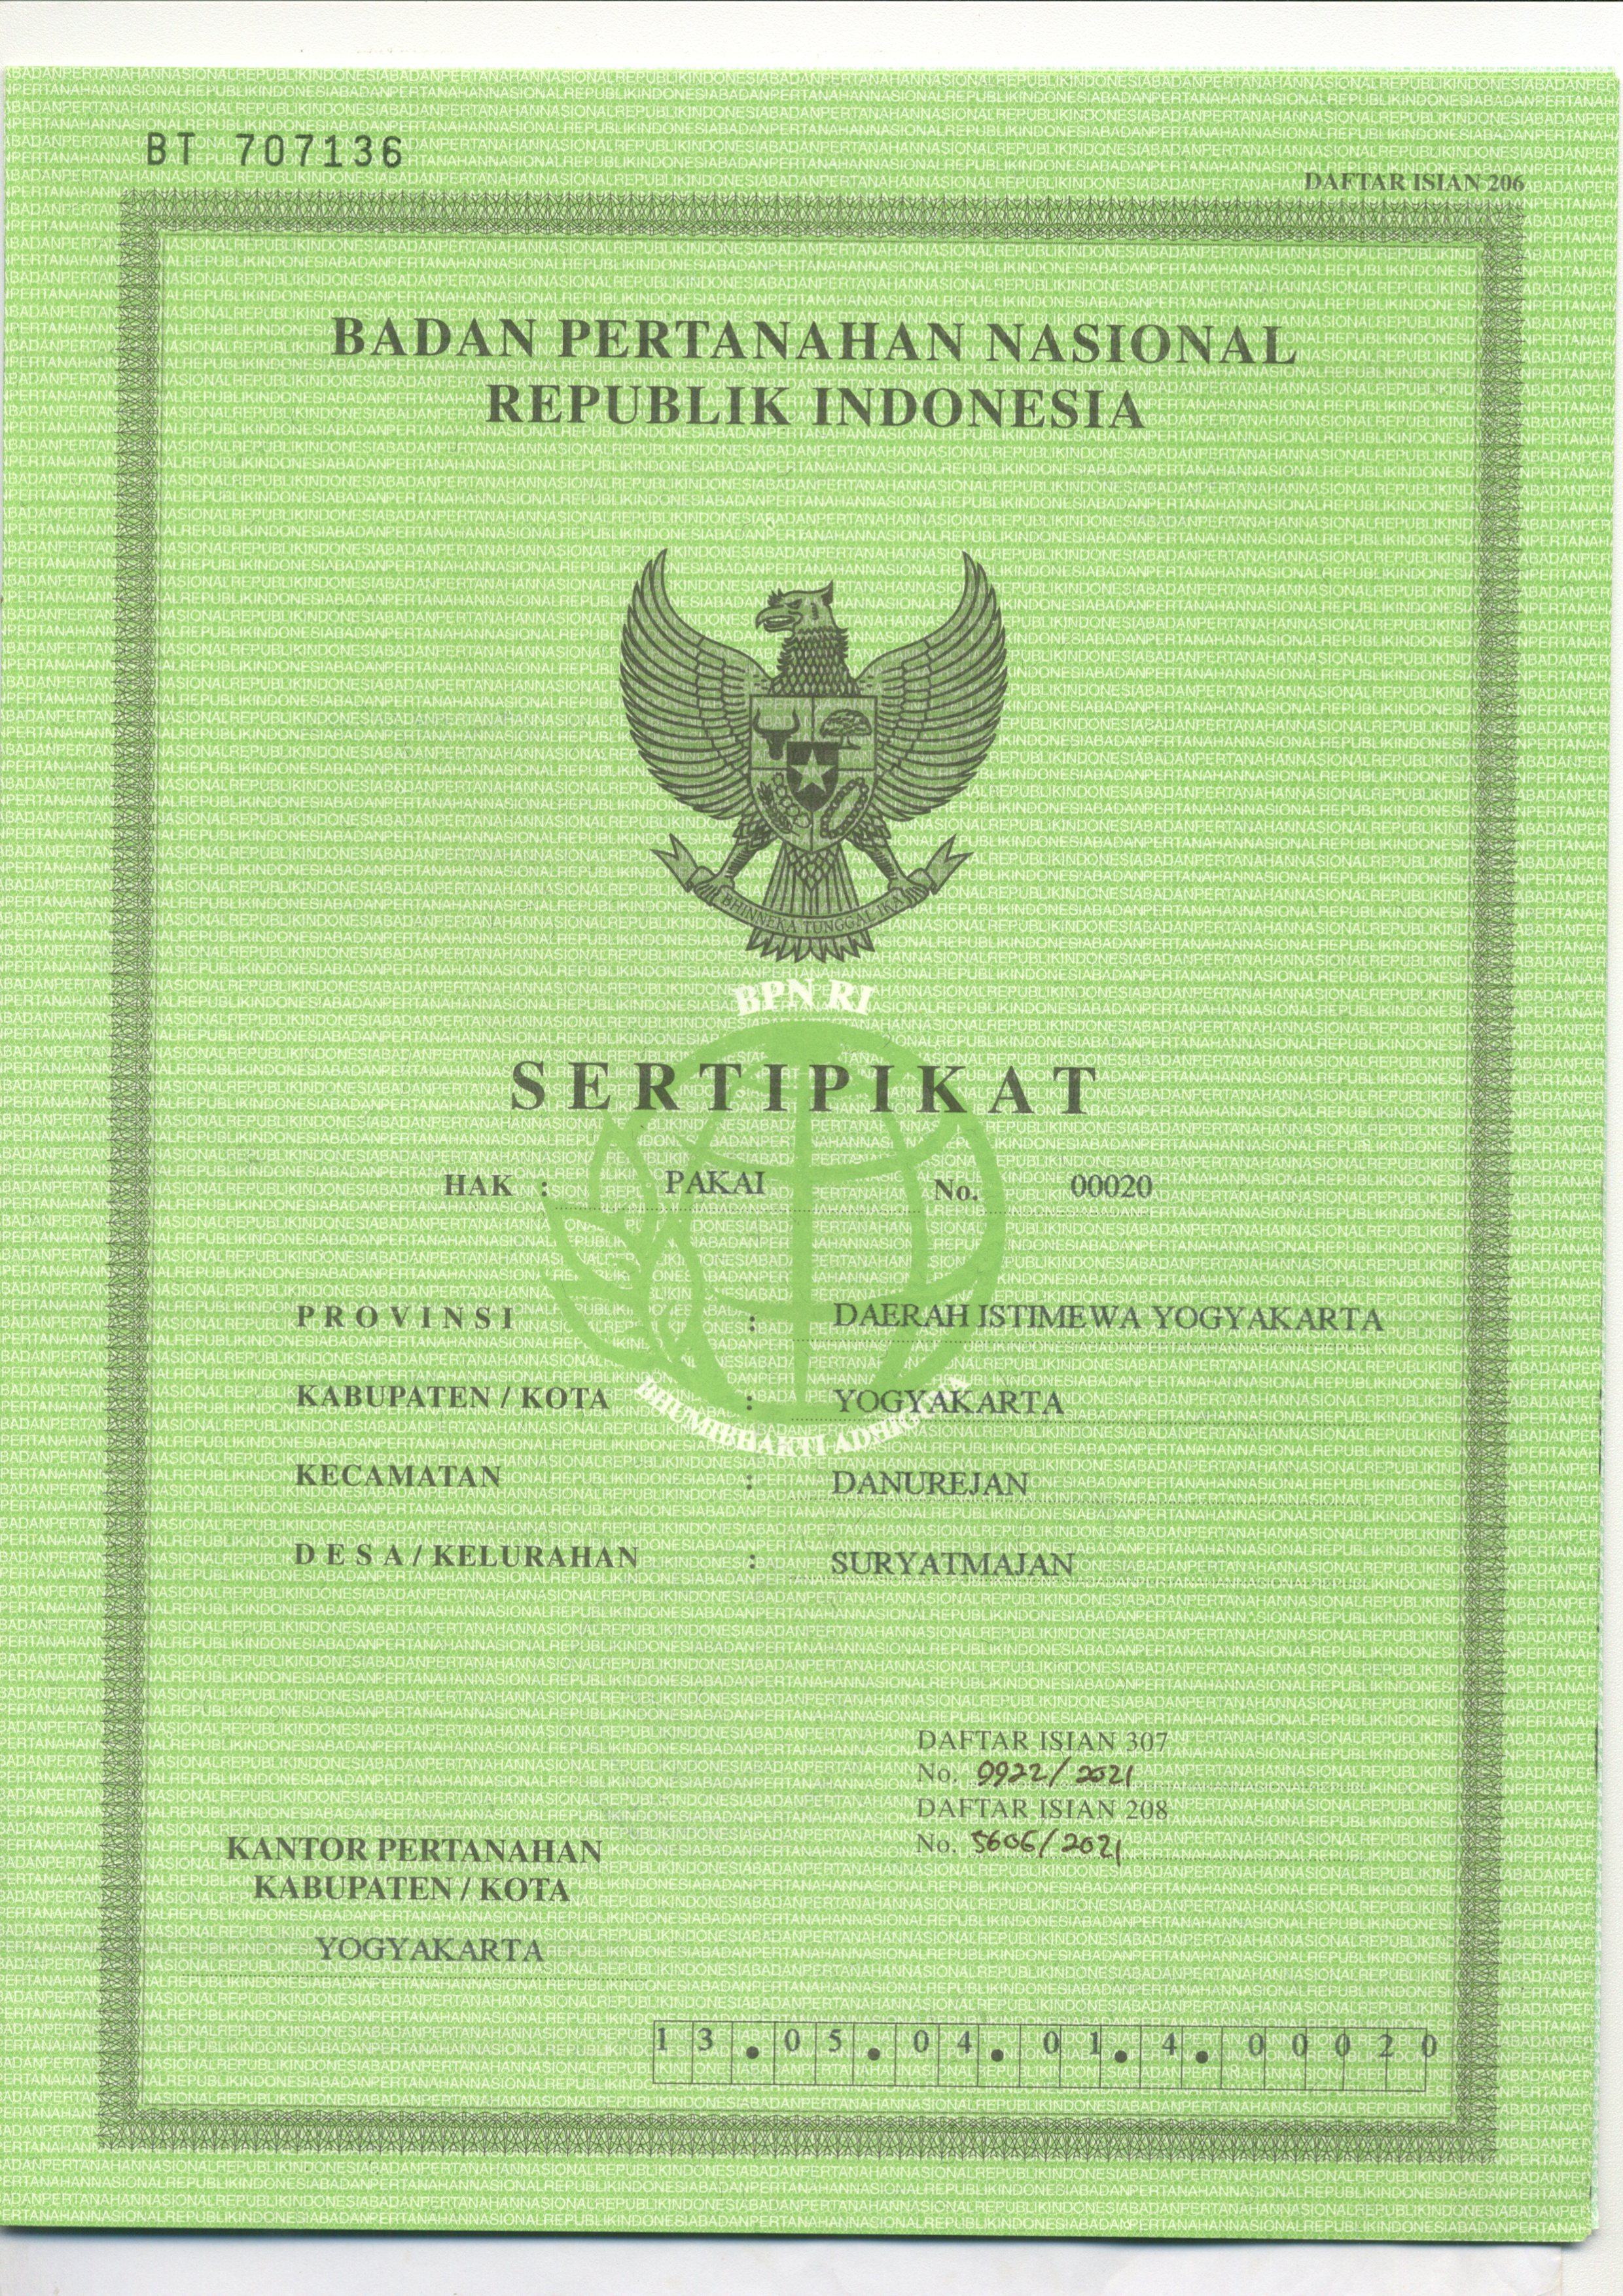 BT 707136
DAFTAR ISIAN 206
BADAN PERTANAHAN NASIONAL
REPUBLIK INDONESIA
BHINNEKA TUNGGAL IKA
BPN RI
SERTIPIKAT
HAK : PAKAI No. 00020
PROVINSI : DAERAH ISTIMEWA YOGYAKARTA
KABUPATEN / KOTA : YOGYAKARTA
BHUMIBHAKTI ADHIGUNA
KECAMATAN : DANUREJAN
DESA / KELURAHAN : SURYATMAJAN
DAFTAR ISIAN 307
No. 9922/2021
DAFTAR ISIAN 208
No. 5606/2021
KANTOR PERTANAHAN
KABUPATEN / KOTA
YOGYAKARTA
13.05.04.01.4.00020